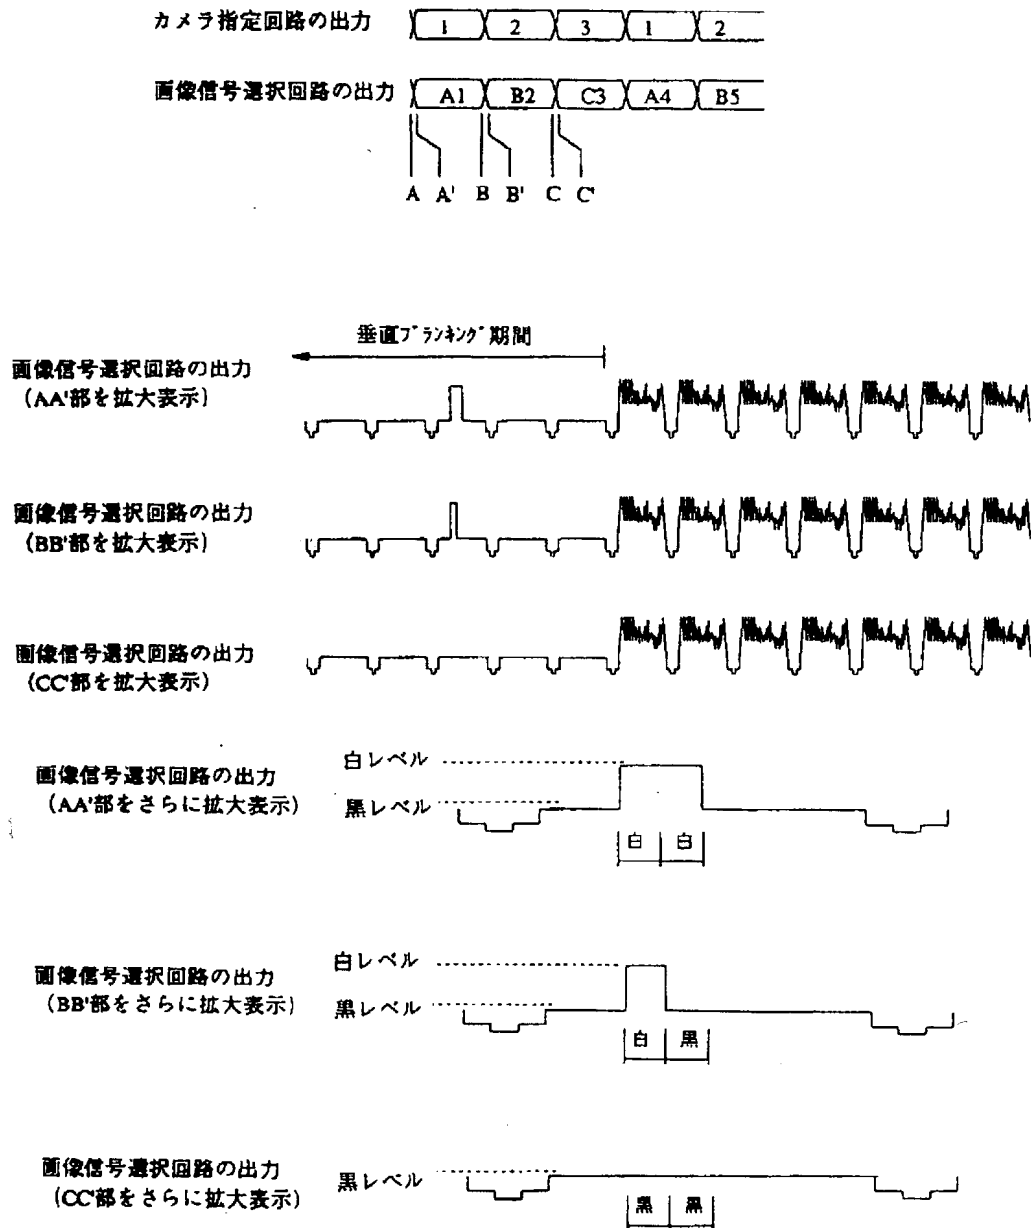 カメラ指定回路の出力 1 2 3 1 2
画像信号選択回路の出力 A1 B2 C3 A4 B5
A A' B B' C C'
垂直ブランキング期間
画像信号選択回路の出力
(AA'部を拡大表示)
画像信号選択回路の出力
(BB'部を拡大表示)
画像信号選択回路の出力
(CC'部を拡大表示)
白レベル
画像信号選択回路の出力
(AA'部をさらに拡大表示)
黒レベル
白 白
白レベル
画像信号選択回路の出力
(BB'部をさらに拡大表示)
黒レベル
白 黒
画像信号選択回路の出力
(CC'部をさらに拡大表示)
黒レベル
黒 黒